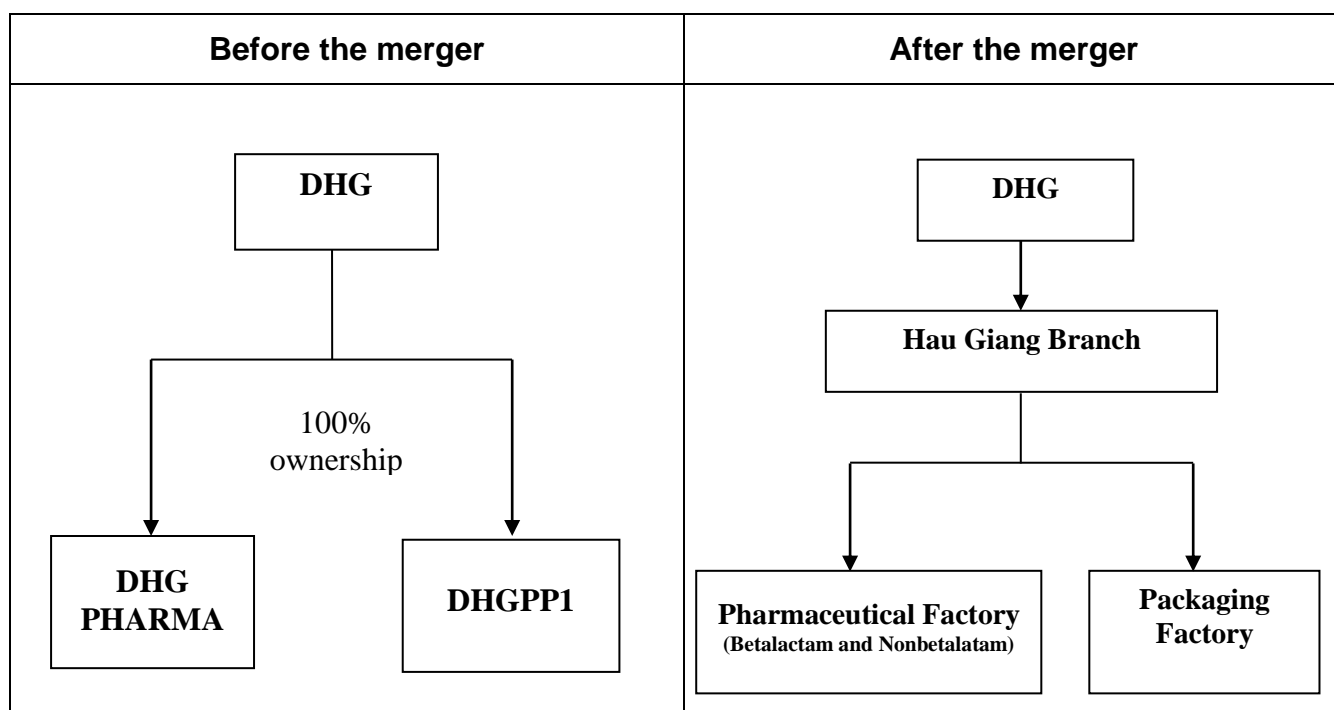 Before the merger
After the merger
DHG
100%
ownership
DHG
PHARMA
DHGPP1
DHG
Hau Giang Branch
Pharmaceutical Factory
(Betalactam and Nonbetalatam)
Packaging
Factory